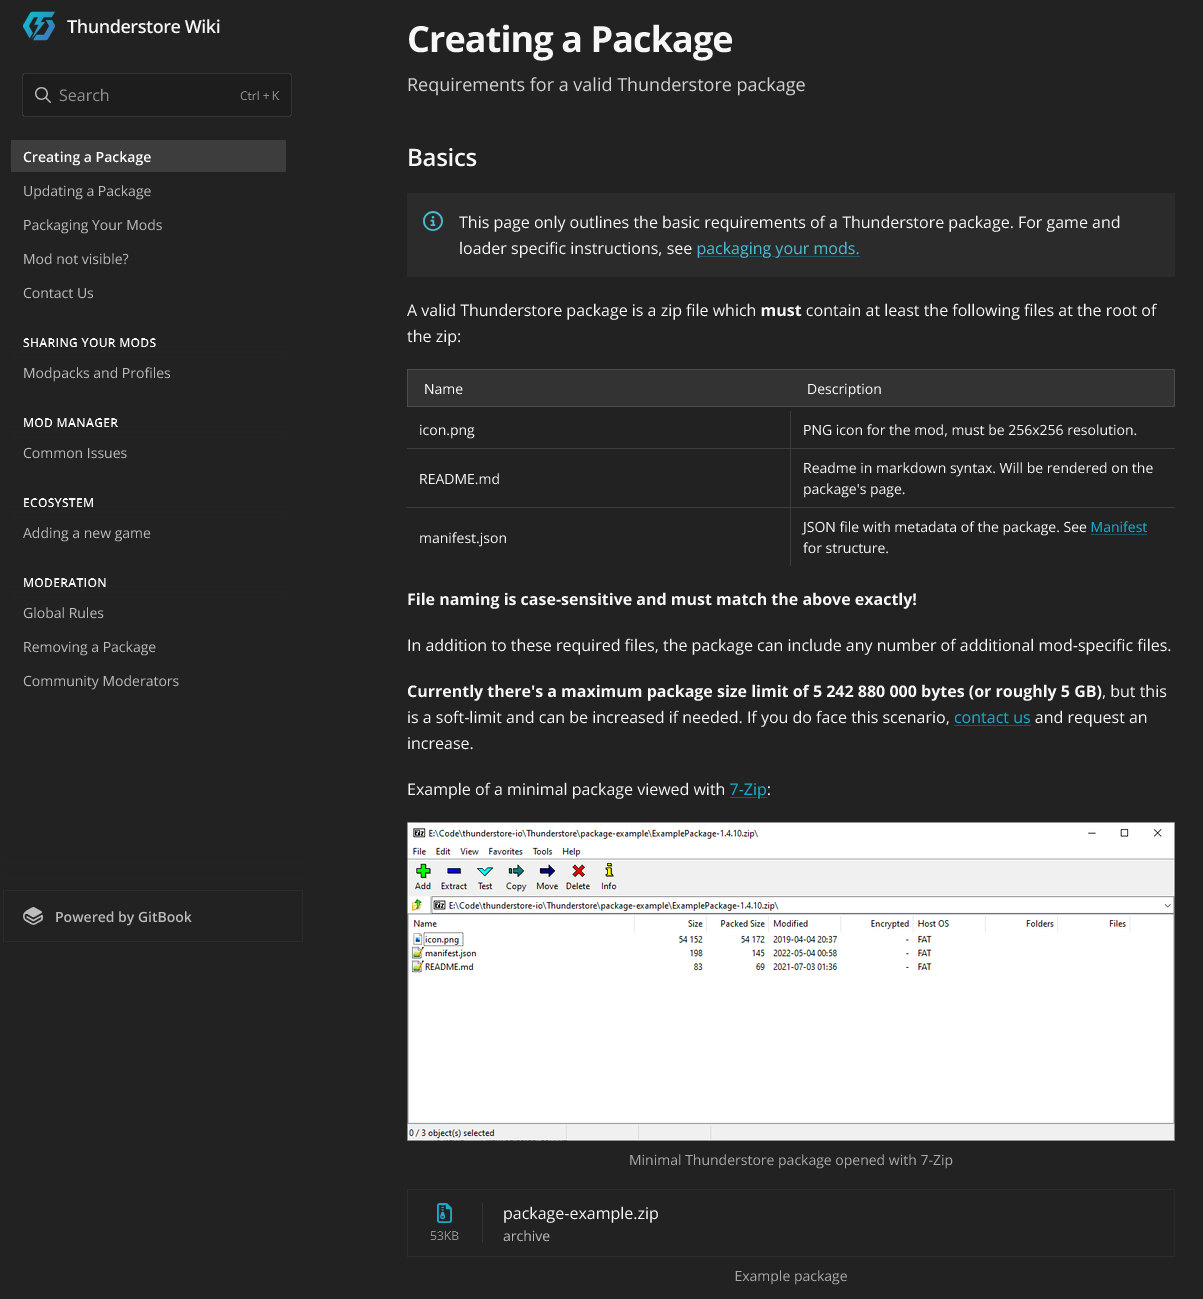 Thunderstore Wiki
Search
Ctrl + K
Creating a Package
Updating a Package
Packaging Your Mods
Mod not visible?
Contact Us
SHARING YOUR MODS
Modpacks and Profiles
MOD MANAGER
Common Issues
ECOSYSTEM
Adding a new game
MODERATION
Global Rules
Removing a Package
Community Moderators
Powered by GitBook
Creating a Package
Requirements for a valid Thunderstore package
Basics
This page only outlines the basic requirements of a Thunderstore package. For game and
loader specific instructions, see packaging your mods.
A valid Thunderstore package is a zip file which must contain at least the following files at the root of
the zip:
Name Description
icon.png PNG icon for the mod, must be 256x256 resolution.
README.md Readme in markdown syntax. Will be rendered on the
package's page.
manifest.json JSON file with metadata of the package. See Manifest
for structure.
File naming is case-sensitive and must match the above exactly!
In addition to these required files, the package can include any number of additional mod-specific files.
Currently there's a maximum package size limit of 5 242 880 000 bytes (or roughly 5 GB), but this
is a soft-limit and can be increased if needed. If you do face this scenario, contact us and request an
increase.
Example of a minimal package viewed with 7-Zip:
E:\Code\thunderstore-io\Thunderstore\package-example\ExamplePackage-1.4.10.zip\
File Edit View Favorites Tools Help
Add Extract Test Copy Move Delete Info
E:\Code\thunderstore-io\Thunderstore\package-example\ExamplePackage-1.4.10.zip\
Name Size Packed Size Modified Encrypted Host OS Folders Files
icon.png 54 152 54 172 2019-04-04 20:37 - FAT
manifest.json 198 145 2022-05-04 00:58 - FAT
README.md 83 69 2021-07-03 01:36 - FAT
0 / 3 object(s) selected
Minimal Thunderstore package opened with 7-Zip
53KB
package-example.zip
archive
Example package